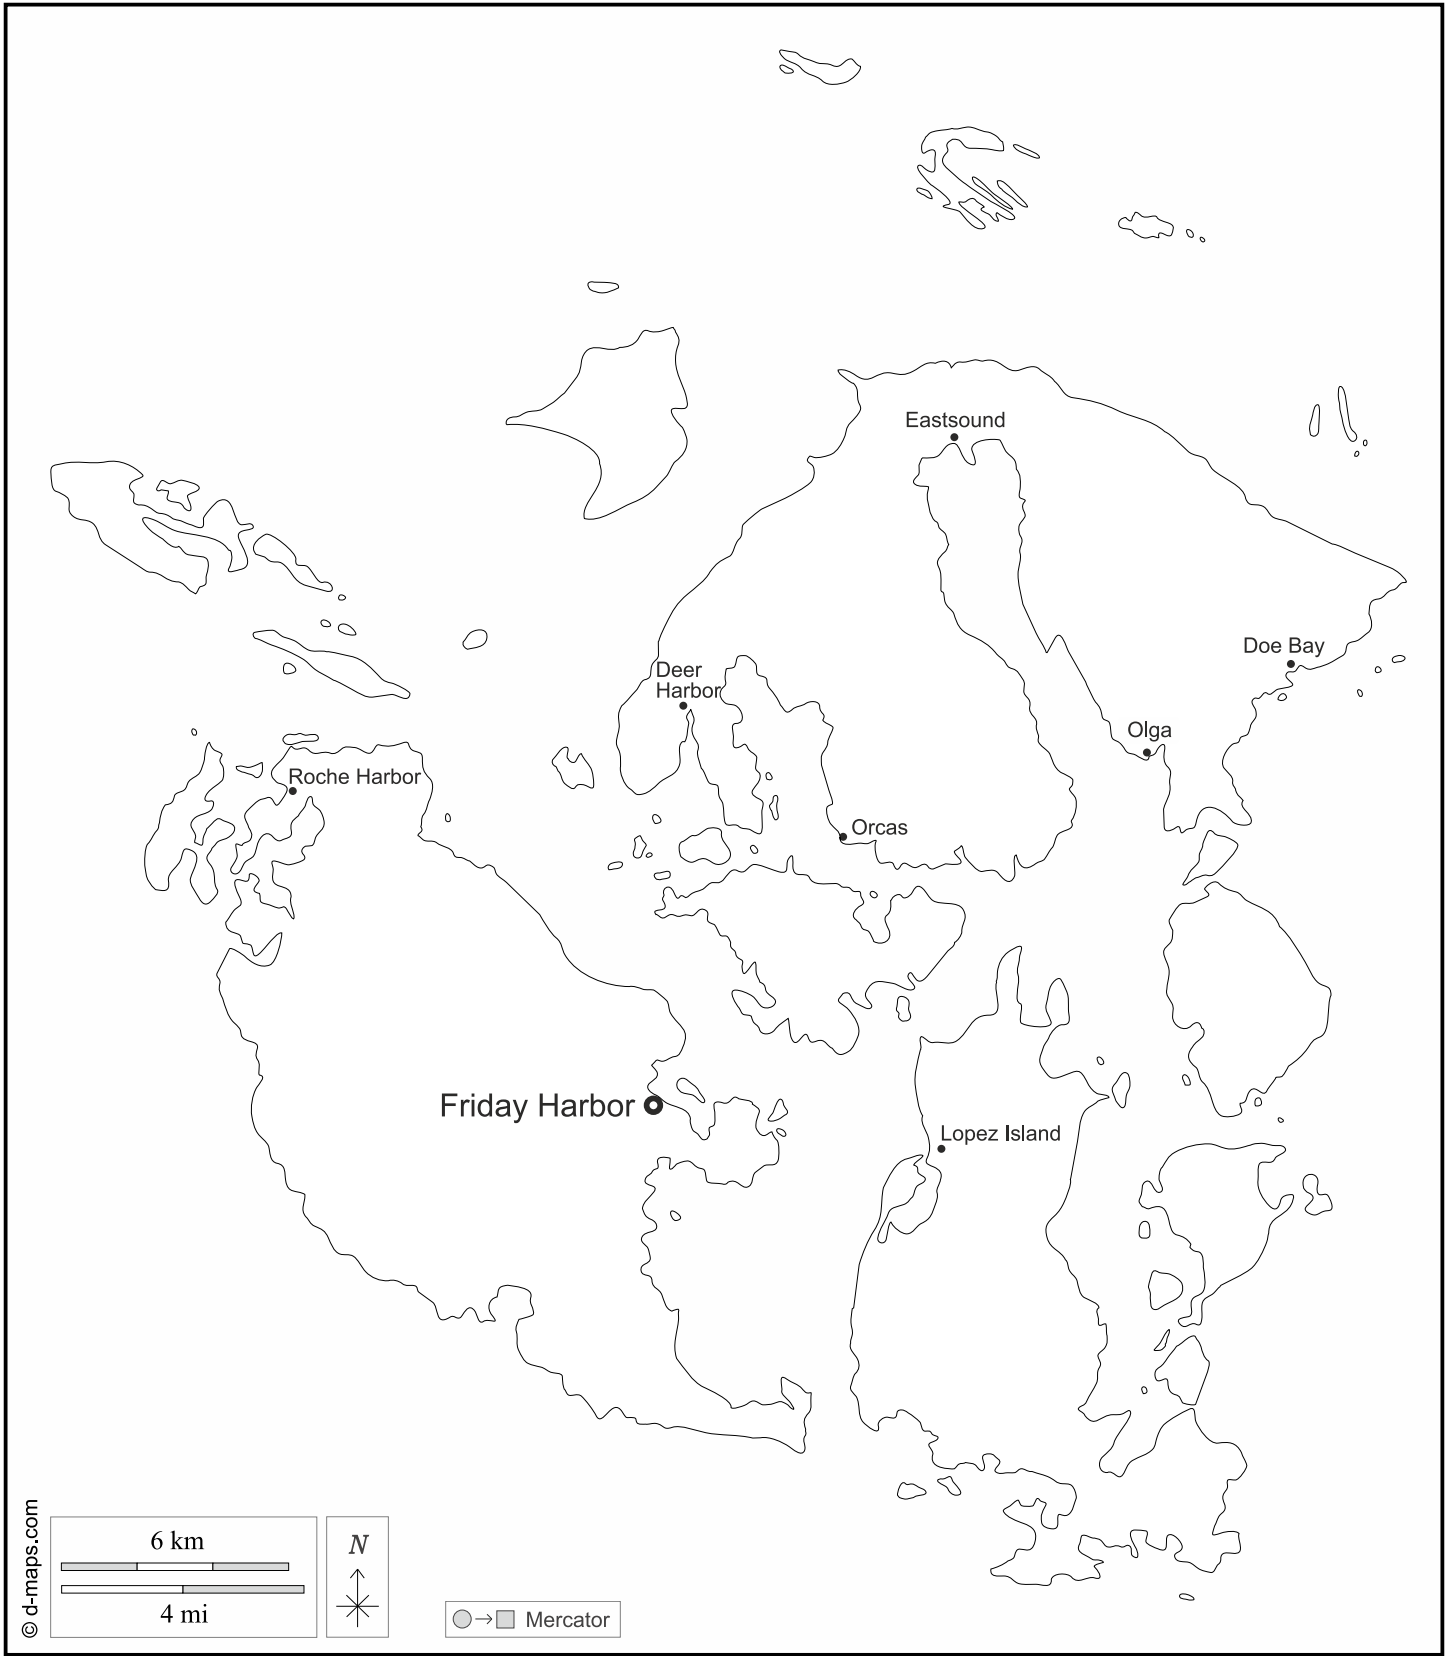 Eastsound
Doe Bay
Deer
Harbor
Olga
Roche Harbor
Orcas
Friday Harbor
Lopez Island
© d-maps.com
6 km
4 mi
N
Mercator